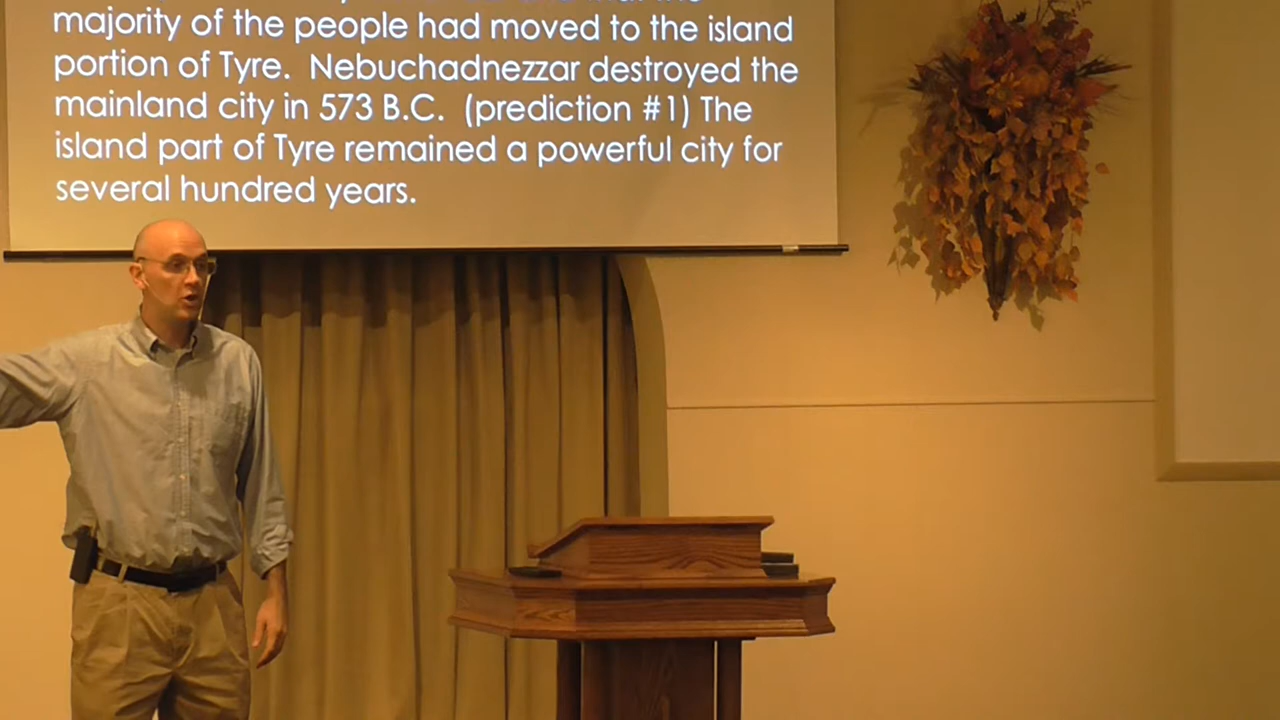 majority of the people had moved to the island
portion of Tyre. Nebuchadnezzar destroyed the
mainland city in 573 B.C. (prediction #1) The
island part of Tyre remained a powerful city for
several hundred years.